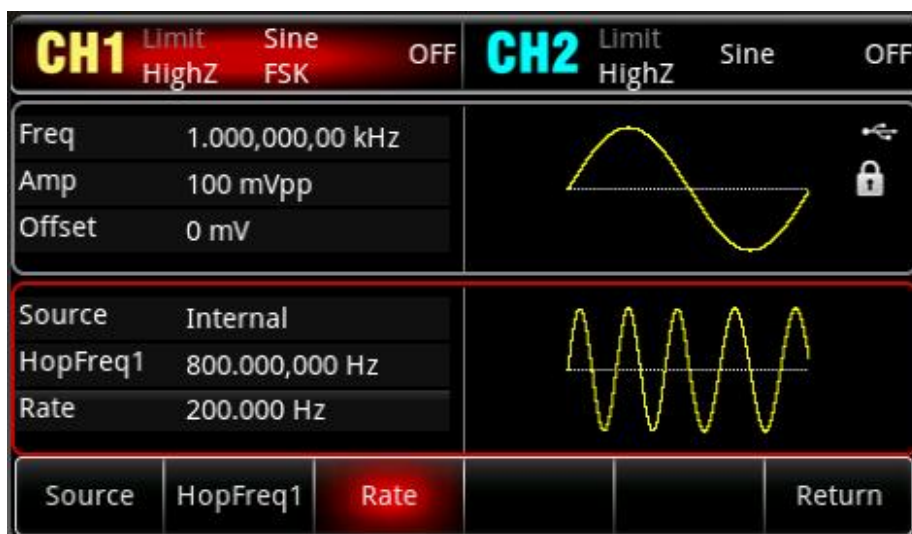 CH1 Limit Sine OFF CH2 Limit Sine OFF
HighZ FSK HighZ
Freq 1.000,000,00 kHz
Amp 100 mVpp
Offset 0 mV
Source Internal
HopFreq1 800.000,000 Hz
Rate 200.000 Hz
Source HopFreq1 Rate Return